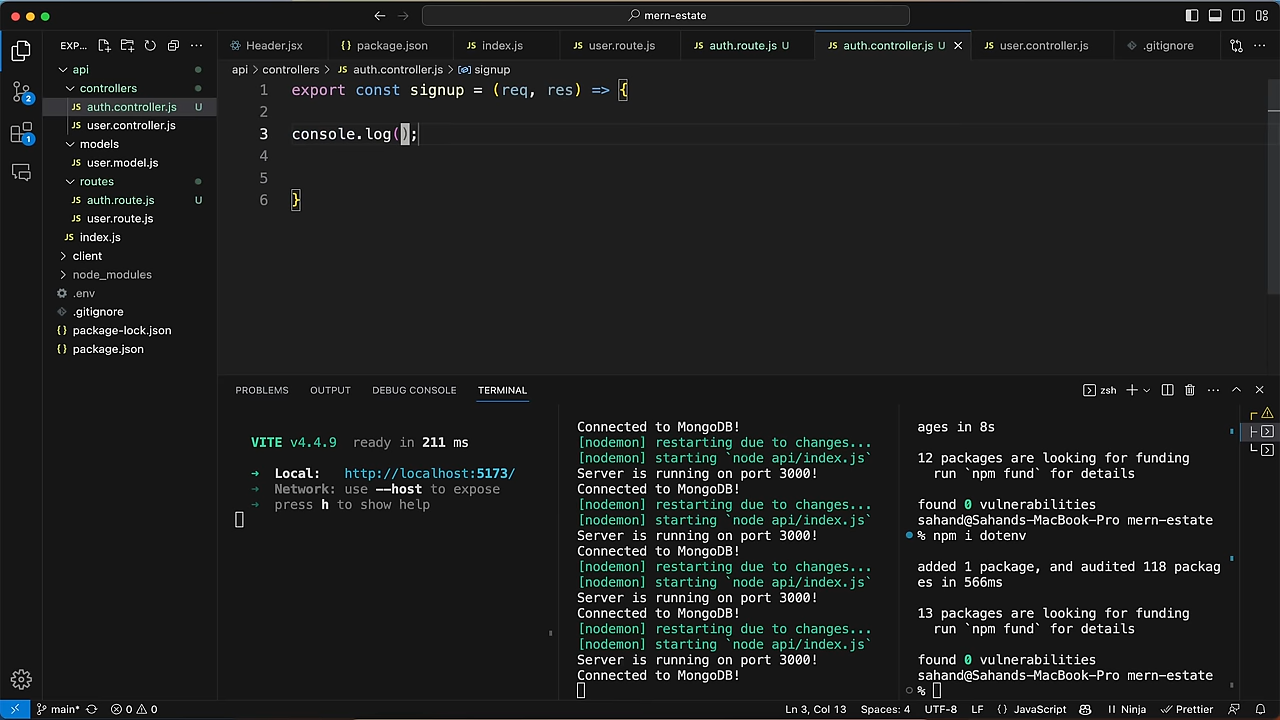 mern-estate
EXP...
Header.jsx
package.json
index.js
user.route.js
auth.route.js U
auth.controller.js U
user.controller.js
.gitignore
api
controllers
auth.controller.js U
user.controller.js
models
user.model.js
routes
auth.route.js U
user.route.js
index.js
client
node_modules
.env
.gitignore
package-lock.json
package.json
2
1
api > controllers > JS auth.controller.js > signup
1 export const signup = (req, res) => {
2
3 console.log();
4
5
6 }
PROBLEMS OUTPUT DEBUG CONSOLE TERMINAL
zsh
VITE v4.4.9 ready in 211 ms
➜ Local: http://localhost:5173/
➜ Network: use --host to expose
➜ press h to show help
Connected to MongoDB!
[nodemon] restarting due to changes...
[nodemon] starting `node api/index.js`
Server is running on port 3000!
Connected to MongoDB!
[nodemon] restarting due to changes...
[nodemon] starting `node api/index.js`
Server is running on port 3000!
Connected to MongoDB!
[nodemon] restarting due to changes...
[nodemon] starting `node api/index.js`
Server is running on port 3000!
Connected to MongoDB!
[nodemon] restarting due to changes...
[nodemon] starting `node api/index.js`
Server is running on port 3000!
Connected to MongoDB!
ages in 8s
12 packages are looking for funding
run `npm fund` for details
found 0 vulnerabilities
sahand@Sahands-MacBook-Pro mern-estate
% npm i dotenv
added 1 package, and audited 118 packag
es in 566ms
13 packages are looking for funding
run `npm fund` for details
found 0 vulnerabilities
sahand@Sahands-MacBook-Pro mern-estate
%
main* 0 0 Ln 3, Col 13 Spaces: 4 UTF-8 LF JavaScript Ninja Prettier